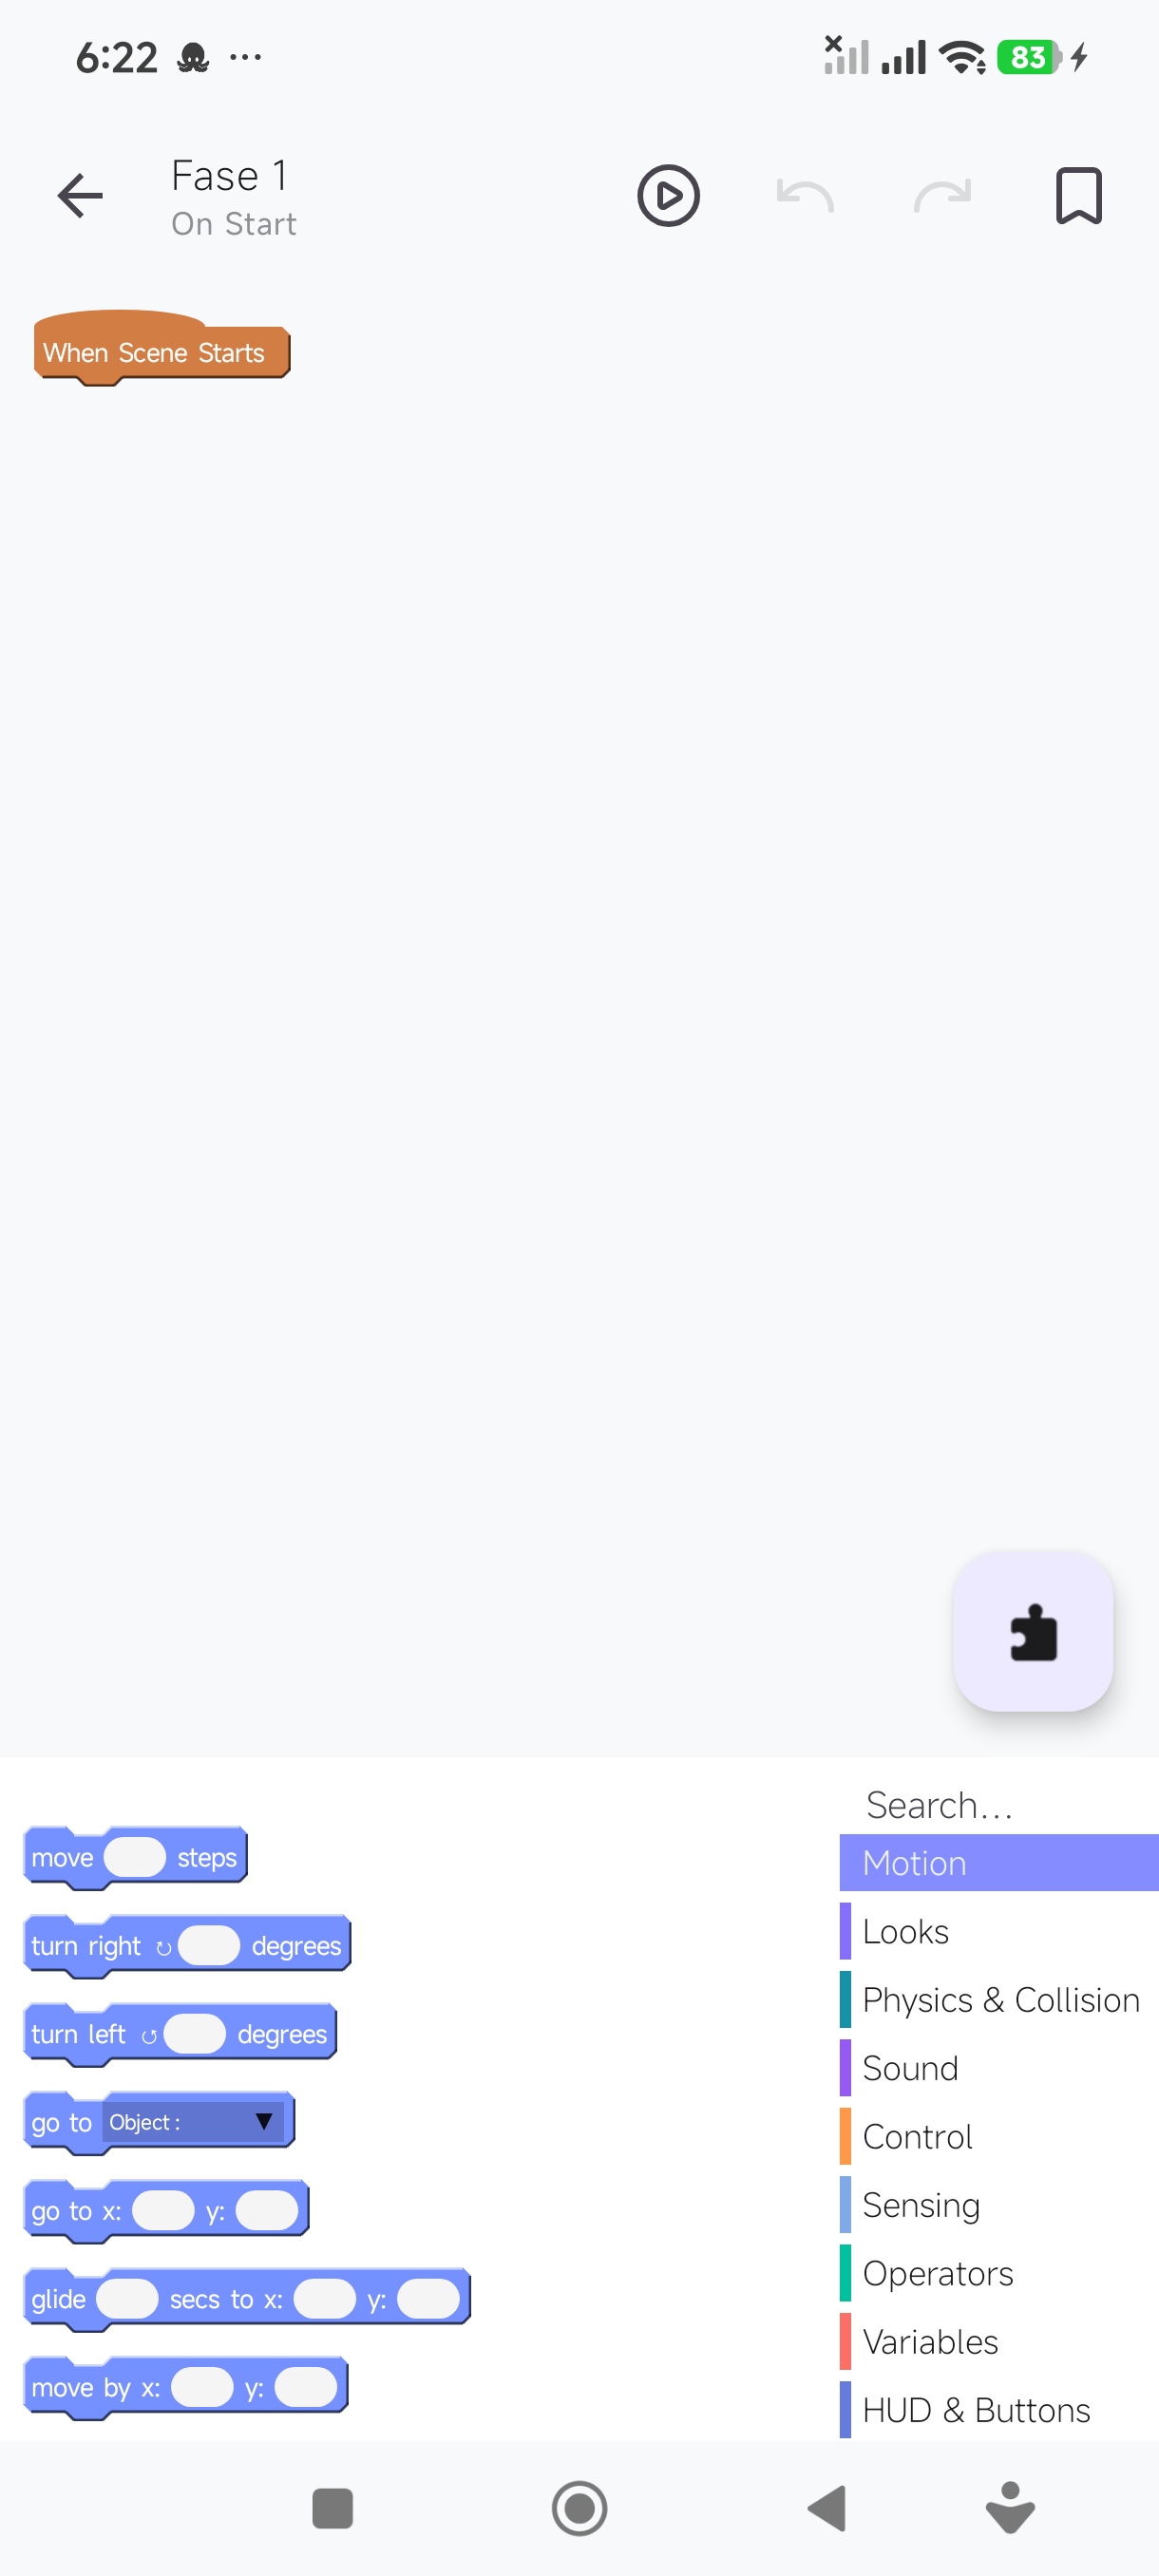 6:22
83
Fase 1
On Start
When Scene Starts
Search...
move steps
turn right ↻ degrees
turn left ↺ degrees
go to Object :
go to x: y:
glide secs to x: y:
move by x: y:
Motion
Looks
Physics & Collision
Sound
Control
Sensing
Operators
Variables
HUD & Buttons